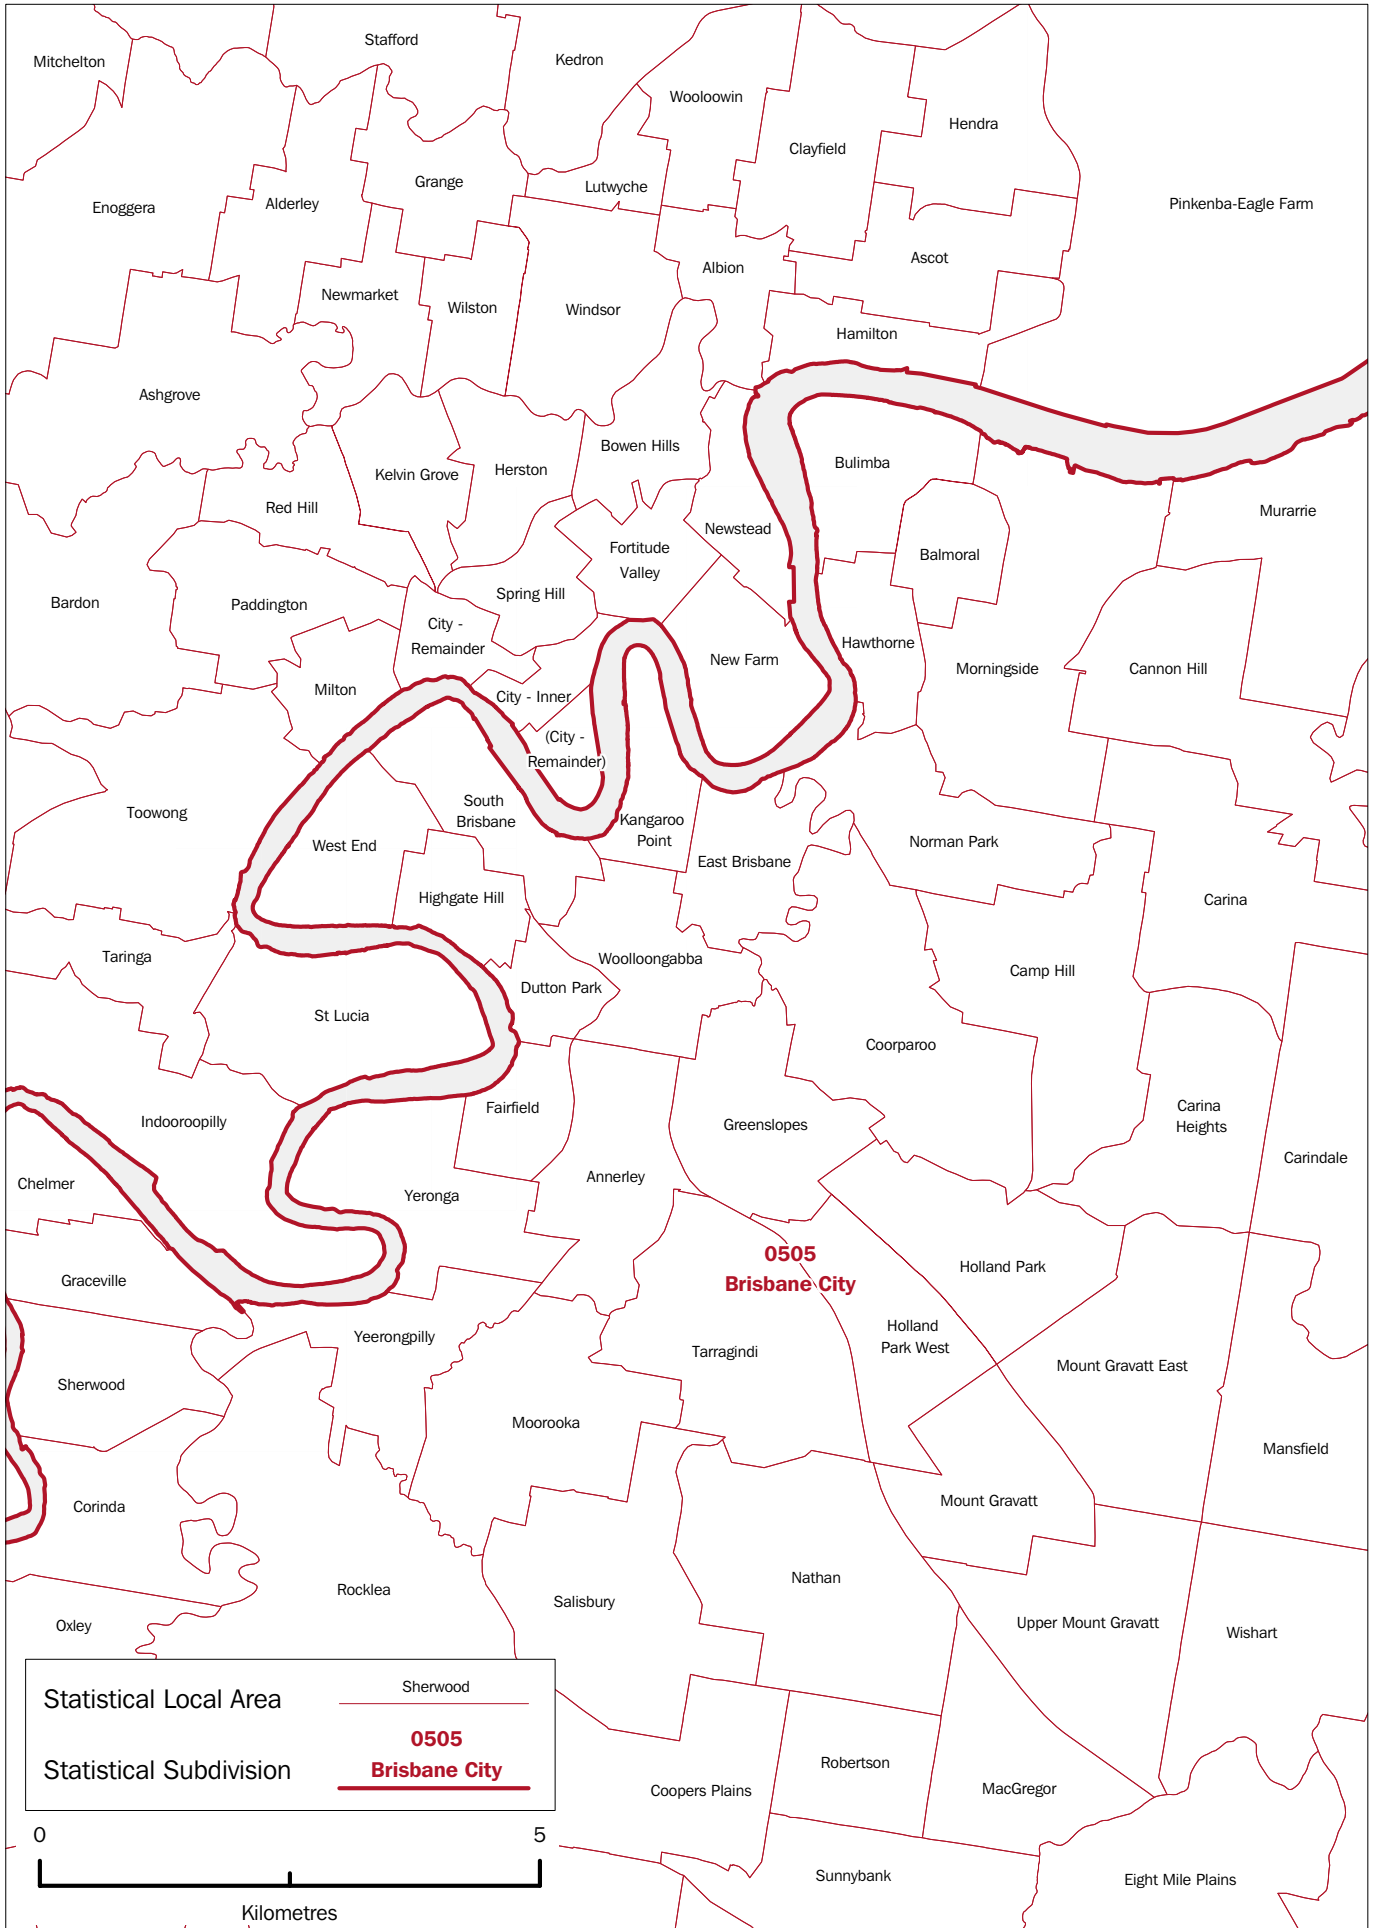 Stafford
Mitchelton
Kedron
Wooloowin
Hendra
Clayfield
Grange
Lutwyche
Enoggera
Alderley
Pinkenba-Eagle Farm
Ascot
Albion
Newmarket
Wilston
Windsor
Hamilton
Ashgrove
Bowen Hills
Bulimba
Kelvin Grove
Herston
Red Hill
Murarrie
Newstead
Fortitude
Valley
Balmoral
Spring Hill
Bardon
Paddington
City -
Remainder
Hawthorne
New Farm
Morningside
Cannon Hill
Milton
City - Inner
(City -
Remainder)
Toowong
South
Brisbane
Kangaroo
Point
West End
Norman Park
East Brisbane
Highgate Hill
Carina
Taringa
Woolloongabba
Camp Hill
Dutton Park
St Lucia
Coorparoo
Indooroopilly
Fairfield
Greenslopes
Carina
Heights
Carindale
Chelmer
Annerley
Yeronga
0505
Brisbane City
Holland Park
Graceville
Holland
Park West
Yeerongpilly
Tarragindi
Mount Gravatt East
Sherwood
Moorooka
Mansfield
Corinda
Mount Gravatt
Nathan
Rocklea
Salisbury
Oxley
Upper Mount Gravatt
Wishart
Statistical Local Area
Sherwood
0505
Brisbane City
Statistical Subdivision
Robertson
Coopers Plains
MacGregor
0
5
Kilometres
Sunnybank
Eight Mile Plains